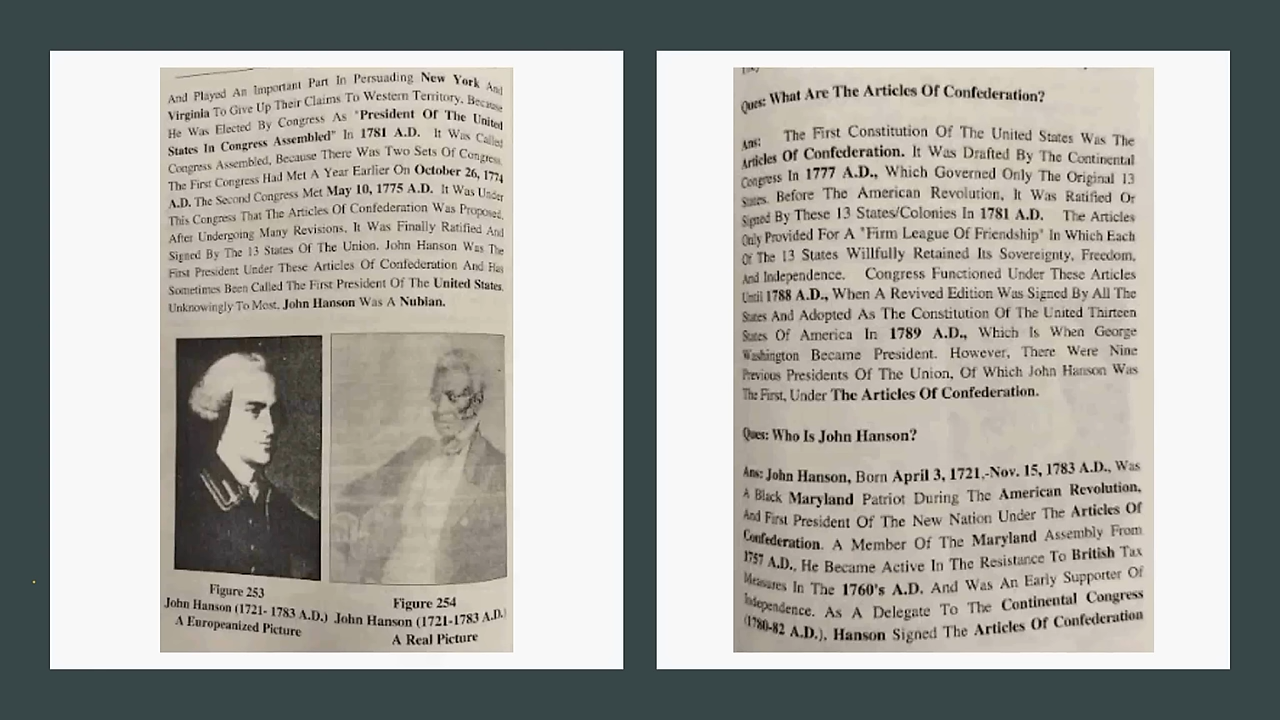 And Played An Important Part In Persuading New York And
Virginia To Give Up Their Claims To Western Territory, Because
He Was Elected By Congress As "President Of The United
States In Congress Assembled" In 1781 A.D. It Was Called
Congress Assembled, Because There Was Two Sets Of Congress,
The First Congress Had Met A Year Earlier On October 26, 1774
A.D. The Second Congress Met May 10, 1775 A.D. It Was Under
This Congress That The Articles Of Confederation Was Proposed.
After Undergoing Many Revisions, It Was Finally Ratified And
Signed By The 13 States Of The Union. John Hanson Was The
First President Under These Articles Of Confederation And Has
Sometimes Been Called The First President Of The United States.
Unknowingly To Most, John Hanson Was A Nubian.
Figure 253
John Hanson (1721- 1783 A.D.)
A Europeanized Picture
Figure 254
John Hanson (1721-1783 A.D.)
A Real Picture
Ques: What Are The Articles Of Confederation?
Ans: The First Constitution Of The United States Was The
Articles Of Confederation. It Was Drafted By The Continental
Congress In 1777 A.D., Which Governed Only The Original 13
States. Before The American Revolution, It Was Ratified Or
Signed By These 13 States/Colonies In 1781 A.D. The Articles
Only Provided For A "Firm League Of Friendship" In Which Each
Of The 13 States Willfully Retained Its Sovereignty, Freedom,
And Independence. Congress Functioned Under These Articles
Until 1788 A.D., When A Revived Edition Was Signed By All The
States And Adopted As The Constitution Of The United Thirteen
States Of America In 1789 A.D., Which Is When George
Washington Became President. However, There Were Nine
Previous Presidents Of The Union, Of Which John Hanson Was
The First, Under The Articles Of Confederation.
Ques: Who Is John Hanson?
Ans: John Hanson, Born April 3, 1721,-Nov. 15, 1783 A.D., Was
A Black Maryland Patriot During The American Revolution,
And First President Of The New Nation Under The Articles Of
Confederation. A Member Of The Maryland Assembly From
1757 A.D., He Became Active In The Resistance To British Tax
Measures In The 1760's A.D. And Was An Early Supporter Of
Independence. As A Delegate To The Continental Congress
(1780-82 A.D.), Hanson Signed The Articles Of Confederation